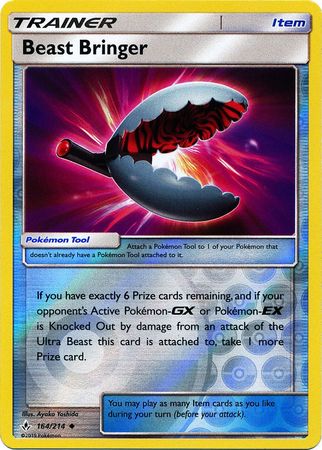 TRAINER Item
Beast Bringer
Pokémon Tool
Attach a Pokémon Tool to 1 of your Pokémon that
doesn't already have a Pokémon Tool attached to it.
If you have exactly 6 Prize cards remaining, and if your
opponent's Active Pokémon-GX or Pokémon-EX
is Knocked Out by damage from an attack of the
Ultra Beast this card is attached to, take 1 more
Prize card.
Illus. Ayako Yoshida
164/214
©2019 Pokémon
You may play as many Item cards as you like
during your turn (before your attack).